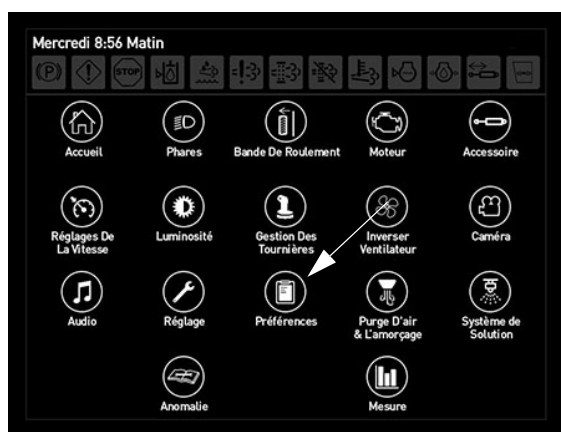 Mercredi 8:56 Matin
(P)
STOP
Accueil
Phares
Bande De Roulement
Moteur
Accessoire
Réglages De
La Vitesse
Luminosité
Gestion Des
Tournières
Inverser
Ventilateur
Caméra
Audio
Réglage
Préférences
Purge D'air
& L'amorçage
Système de
Solution
Anomalie
Mesure